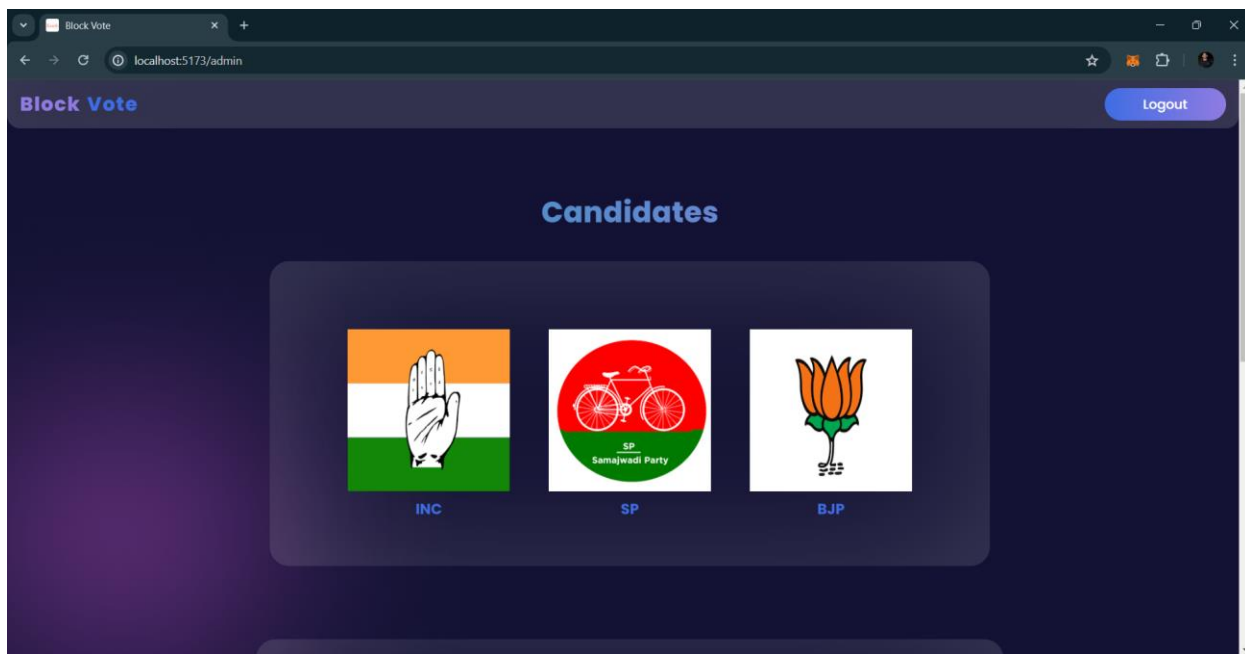 Block Vote
localhost:5173/admin
Block Vote
Logout
Candidates
SP
Samajwadi Party
INC
SP
BJP